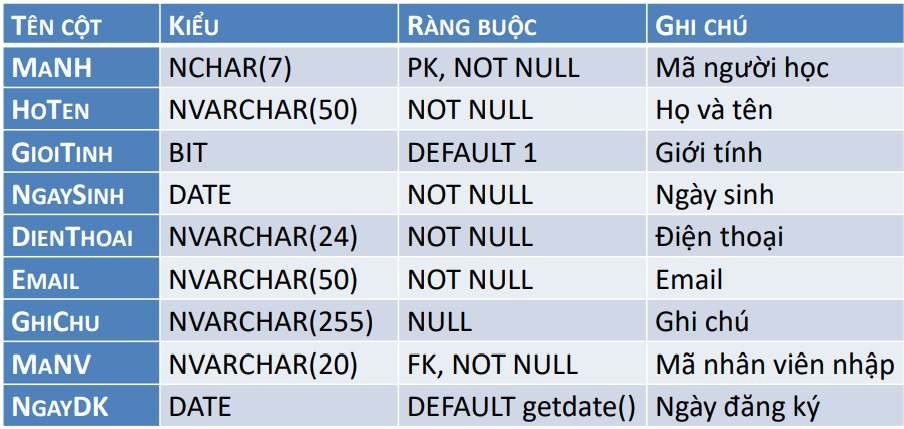 TÊN CỘT KIỂU RÀNG BUỘC GHI CHÚ
MANH NCHAR(7) PK, NOT NULL Mã người học
HOTEN NVARCHAR(50) NOT NULL Họ và tên
GIOITINH BIT DEFAULT 1 Giới tính
NGAYSINH DATE NOT NULL Ngày sinh
DIENTHOAI NVARCHAR(24) NOT NULL Điện thoại
EMAIL NVARCHAR(50) NOT NULL Email
GHICHU NVARCHAR(255) NULL Ghi chú
MANV NVARCHAR(20) FK, NOT NULL Mã nhân viên nhập
NGAYDK DATE DEFAULT getdate() Ngày đăng ký